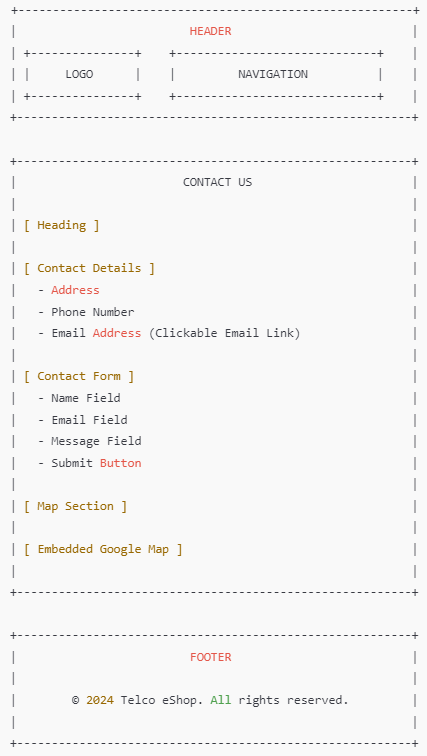 HEADER
LOGO NAVIGATION
CONTACT US
[ Heading ]
[ Contact Details ]
- Address
- Phone Number
- Email Address (Clickable Email Link)
[ Contact Form ]
- Name Field
- Email Field
- Message Field
- Submit Button
[ Map Section ]
[ Embedded Google Map ]
FOOTER
© 2024 Telco eShop. All rights reserved.